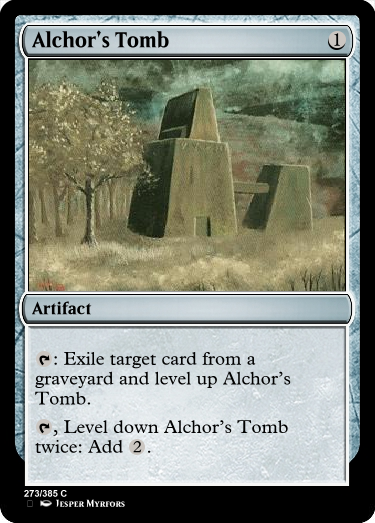 Alchor's Tomb 1
Artifact
: Exile target card from a
graveyard and level up Alchor's
Tomb.
, Level down Alchor's Tomb
twice: Add 2.
273/385 C
Jesper Myrfors